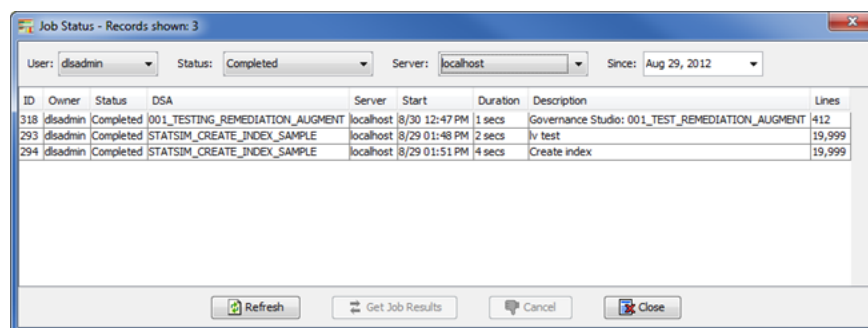 Job Status - Records shown: 3
User: dlsadmin Status: Completed Server: localhost Since: Aug 29, 2012
ID Owner Status DSA Server Start Duration Description Lines
318 dlsadmin Completed 001_TESTING_REMEDIATION_AUGMENT localhost 8/30 12:47 PM 1 secs Governance Studio: 001_TEST_REMEDIATION_AUGMENT 412
293 dlsadmin Completed STATSIM_CREATE_INDEX_SAMPLE localhost 8/29 01:48 PM 2 secs lv test 19,999
294 dlsadmin Completed STATSIM_CREATE_INDEX_SAMPLE localhost 8/29 01:51 PM 4 secs Create index 19,999
Refresh Get Job Results Cancel Close